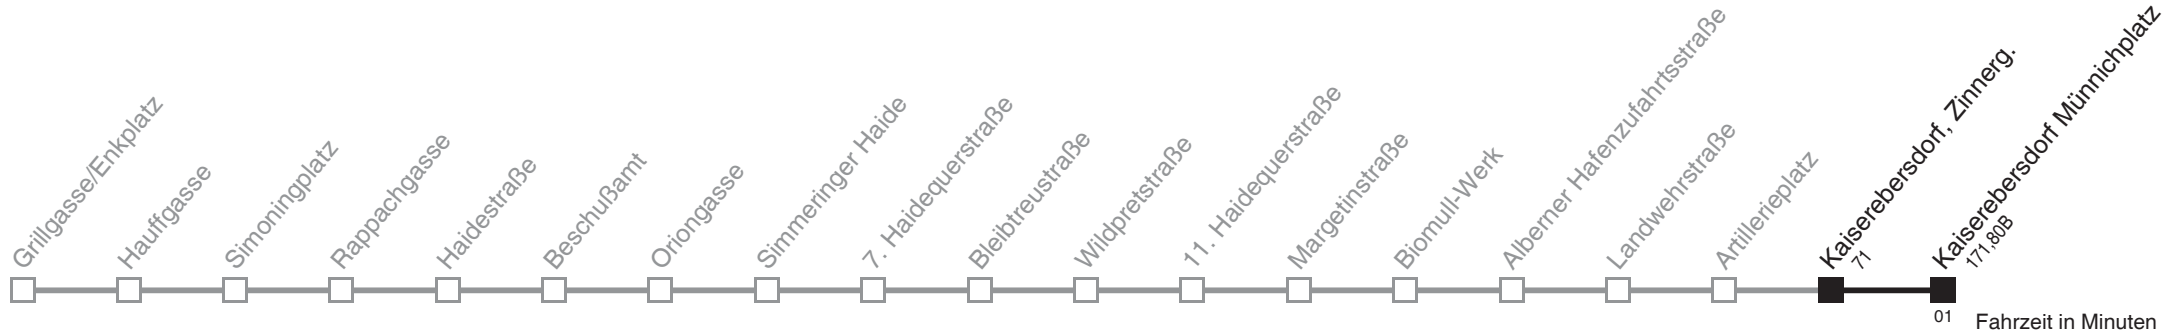 Grillgasse/Enkplatz
Hauffgasse
Simoningplatz
Rappachgasse
Haidestraße
Beschußamt
Oriongasse
Simmeringer Haide
7. Haidequerstraße
Bleibtreustraße
Wildpretstraße
11. Haidequerstraße
Margetinstraße
Biomull-Werk
Alberner Hafenzufahrtsstraße
Landwehrstraße
Artillerieplatz
Kaiserebersdorf, Zinnerg.
71
Kaiserebersdorf Münnichplatz
171,80B
01
Fahrzeit in Minuten